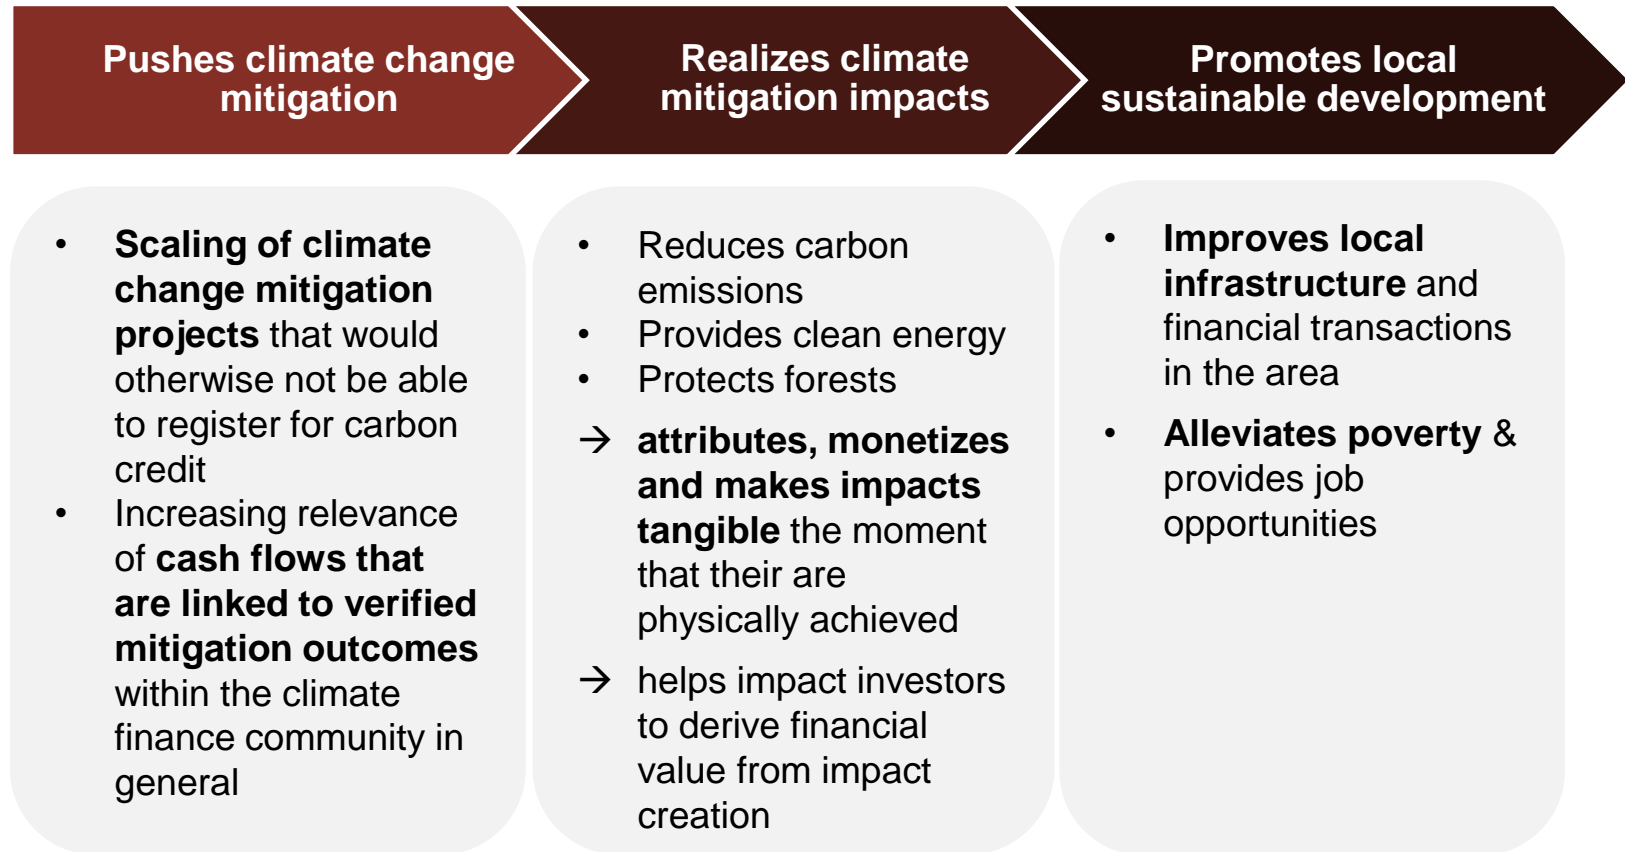 Pushes climate change
mitigation
Realizes climate
mitigation impacts
Promotes local
sustainable development
• Scaling of climate
change mitigation
projects that would
otherwise not be able
to register for carbon
credit
• Increasing relevance
of cash flows that
are linked to verified
mitigation outcomes
within the climate
finance community in
general
• Reduces carbon
emissions
• Provides clean energy
• Protects forests
→ attributes, monetizes
and makes impacts
tangible the moment
that their are
physically achieved
→ helps impact investors
to derive financial
value from impact
creation
• Improves local
infrastructure and
financial transactions
in the area
• Alleviates poverty &
provides job
opportunities